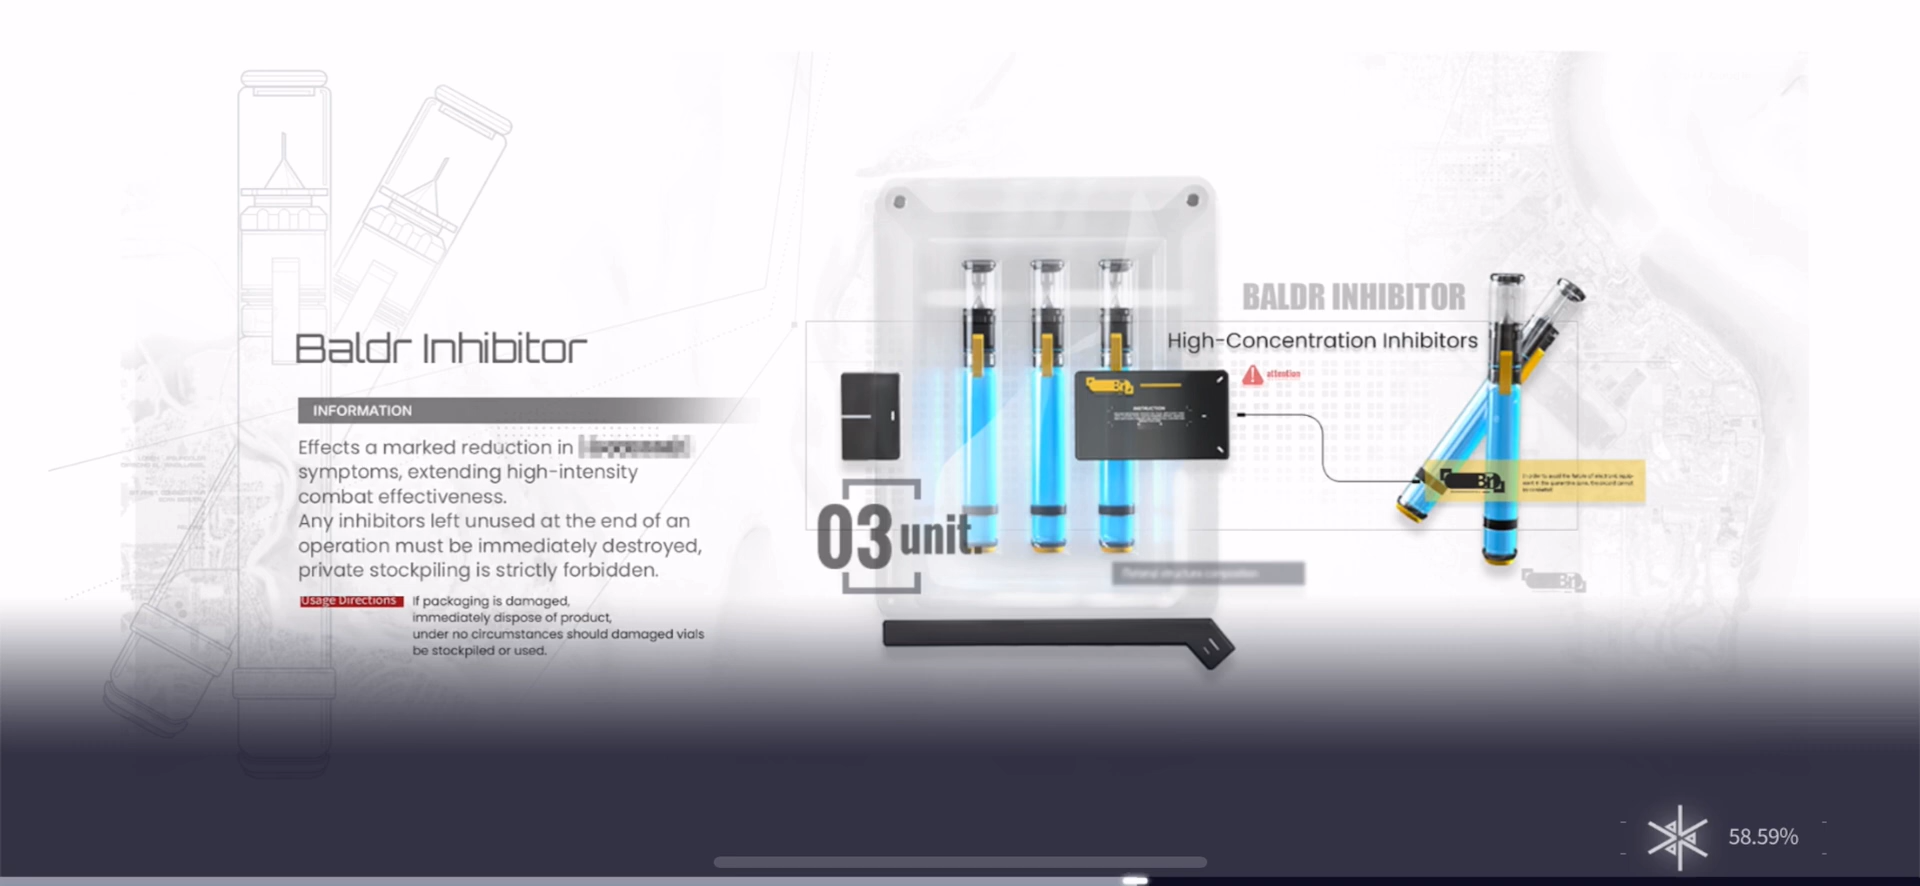 Baldr Inhibitor
INFORMATION
Effects a marked reduction in
symptoms, extending high-intensity
combat effectiveness.
Any inhibitors left unused at the end of an
operation must be immediately destroyed,
private stockpiling is strictly forbidden.
Usage Directions
If packaging is damaged,
immediately dispose of product,
under no circumstances should damaged vials
be stockpiled or used.
03 unit.
BALDR INHIBITOR
High-Concentration Inhibitors
attention
INSTRUCTION
58.59%